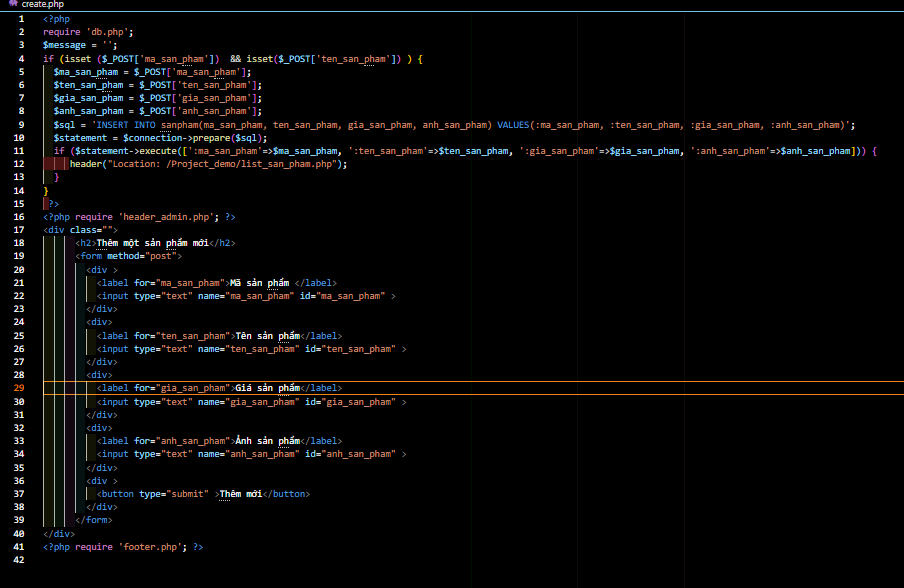 create.php
1 <?php
2 require 'db.php';
3 $message = '';
4 if (isset ($_POST['ma_san_pham'])  && isset($_POST['ten_san_pham']) ) {
5   $ma_san_pham = $_POST['ma_san_pham'];
6   $ten_san_pham = $_POST['ten_san_pham'];
7   $gia_san_pham = $_POST['gia_san_pham'];
8   $anh_san_pham = $_POST['anh_san_pham'];
9   $sql = 'INSERT INTO sanpham(ma_san_pham, ten_san_pham, gia_san_pham, anh_san_pham) VALUES(:ma_san_pham, :ten_san_pham, :gia_san_pham, :anh_san_pham)';
10   $statement = $connection->prepare($sql);
11   if ($statement->execute([':ma_san_pham'=>$ma_san_pham, ':ten_san_pham'=>$ten_san_pham, ':gia_san_pham'=>$gia_san_pham, ':anh_san_pham'=>$anh_san_pham])) {
12      header("Location: /Project_demo/list_san_pham.php");
13   }
14 }
15  ?>
16 <?php require 'header_admin.php'; ?>
17 <div class="">
18       <h2>Thêm một sản phẩm mới</h2>
19       <form method="post">
20         <div >
21           <label for="ma_san_pham">Mã sản phẩm </label>
22           <input type="text" name="ma_san_pham" id="ma_san_pham" >
23         </div>
24         <div>
25           <label for="ten_san_pham">Tên sản phẩm</label>
26           <input type="text" name="ten_san_pham" id="ten_san_pham" >
27         </div>
28         <div>
29           <label for="gia_san_pham">Giá sản phẩm</label>
30           <input type="text" name="gia_san_pham" id="gia_san_pham" >
31         </div>
32         <div>
33           <label for="anh_san_pham">Ảnh sản phẩm</label>
34           <input type="text" name="anh_san_pham" id="anh_san_pham" >
35         </div>
36         <div >
37           <button type="submit" >Thêm mới</button>
38         </div>
39       </form>
40 </div>
41 <?php require 'footer.php'; ?>
42